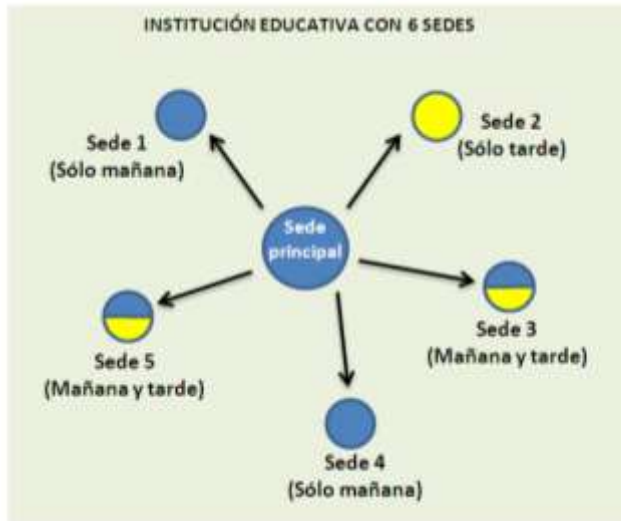 INSTITUCIÓN EDUCATIVA CON 6 SEDES
Sede 1
(Sólo mañana)
Sede 2
(Sólo tarde)
Sede
principal
Sede 3
(Mañana y tarde)
Sede 5
(Mañana y tarde)
Sede 4
(Sólo mañana)